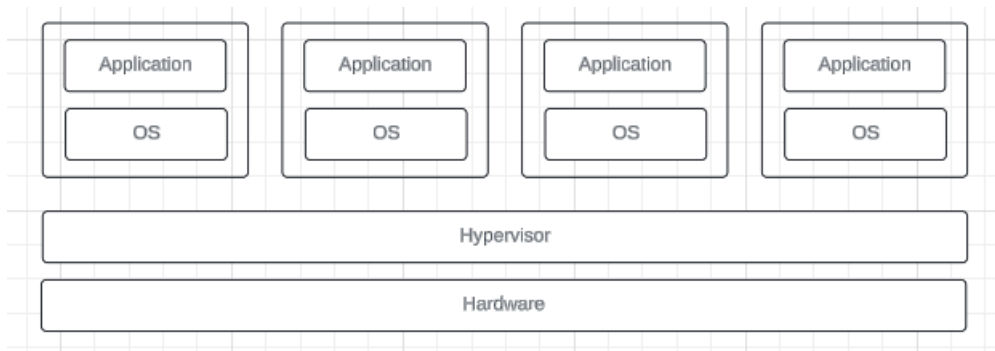 Application Application Application Application
OS OS OS OS
Hypervisor
Hardware